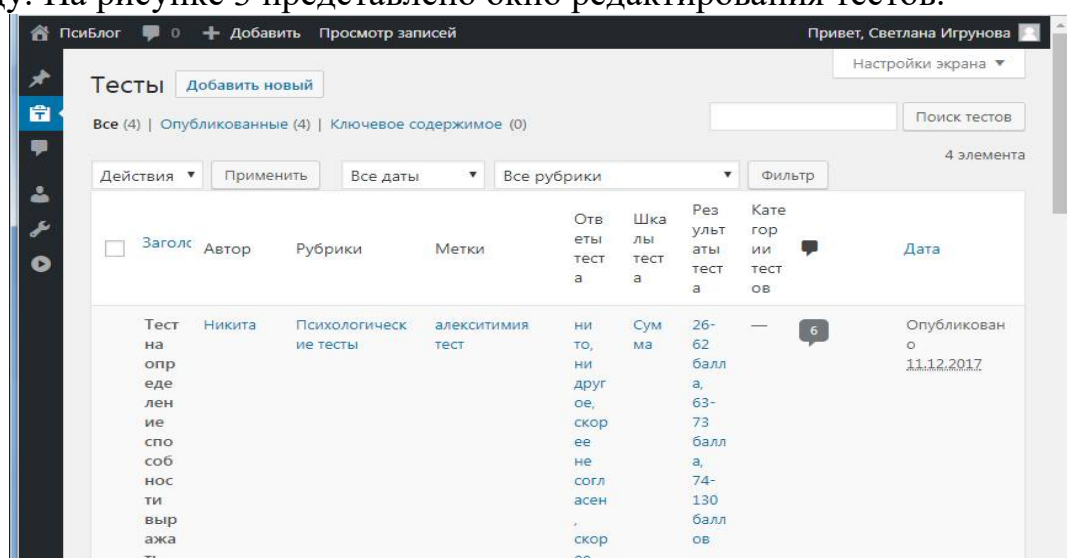 ду. На рисунке 3 представлено окно редактирования тестов.
ПсиБлог 0 Добавить Просмотр записей Привет, Светлана Игрунова
Настройки экрана
Тесты Добавить новый
Все (4) | Опубликованные (4) | Ключевое содержимое (0) Поиск тестов
4 элемента
Действия Применить Все даты Все рубрики Фильтр
Заголо Автор Рубрики Метки
Отв
еты
тест
а
Шка
лы
тест
а
Рез
ульт
аты
тест
а
Кате
гор
ии
тест
ов
Дата
Тест
на
опр
еде
лен
ие
спо
соб
нос
ти
выр
ажа
ть
Никита
Психологическ
ие тесты
алекситимия
тест
ни
то,
ни
друг
ое,
скор
ее
не
согл
асен
,
скор
Сум
ма
26-
62
балл
а,
63-
73
балл
а,
74-
130
балл
ов
—
6
Опубликован
о
11.12.2017